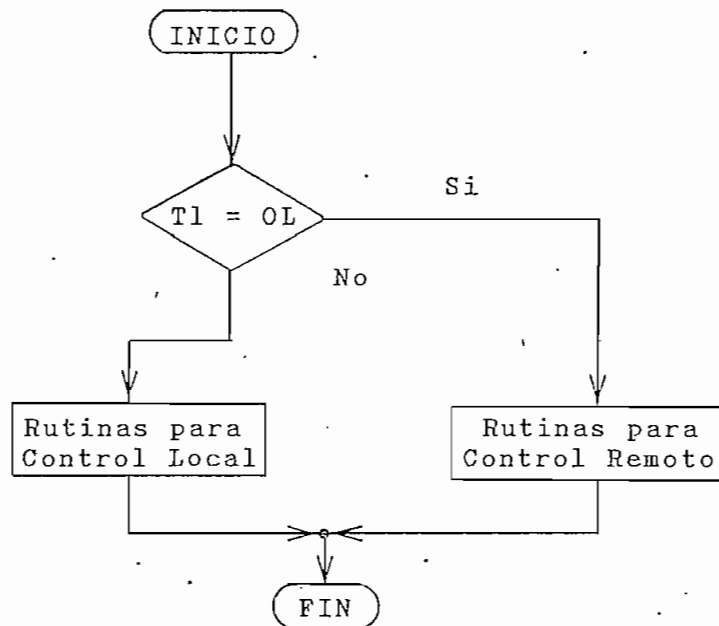 INICIO
T1 = OL
Si
No
Rutinas para
Control Local
Rutinas para
Control Remoto
FIN